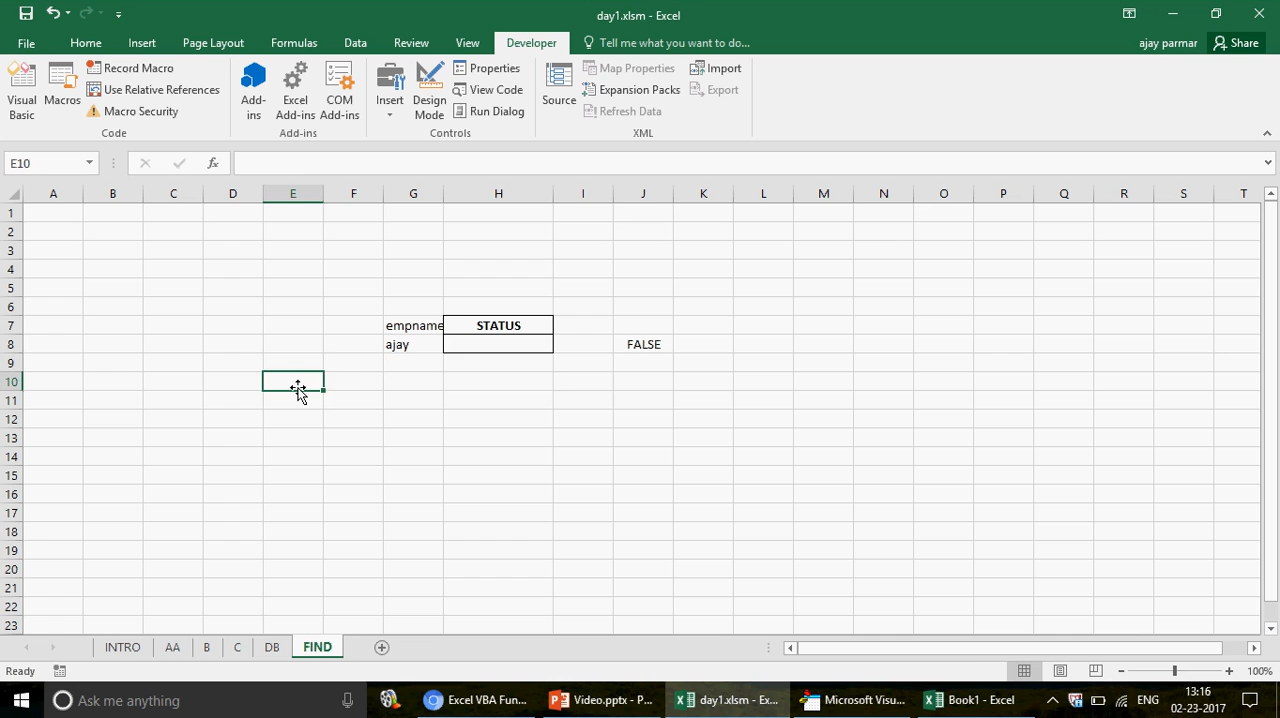 day1.xlsm - Excel
File Home Insert Page Layout Formulas Data Review View Developer Tell me what you want to do... ajay parmar Share
Visual Basic
Macros
Record Macro
Use Relative References
Macro Security
Code
Add-ins
Excel Add-ins
COM Add-ins
Add-ins
Insert
Design Mode
Properties
View Code
Run Dialog
Controls
Source
Map Properties
Expansion Packs
Refresh Data
Import
Export
XML
E10 fx
A B C D E F G H I J K L M N O P Q R S T
1
2
3
4
5
6
7 empname STATUS
8 ajay FALSE
9
10
11
12
13
14
15
16
17
18
19
20
21
22
23
INTRO AA B C DB FIND
Ready 100%
Ask me anything Excel VBA Fun... Video.pptx - P... day1.xlsm - Ex... Microsoft Visu... Book1 - Excel ENG 13:16
02-23-2017